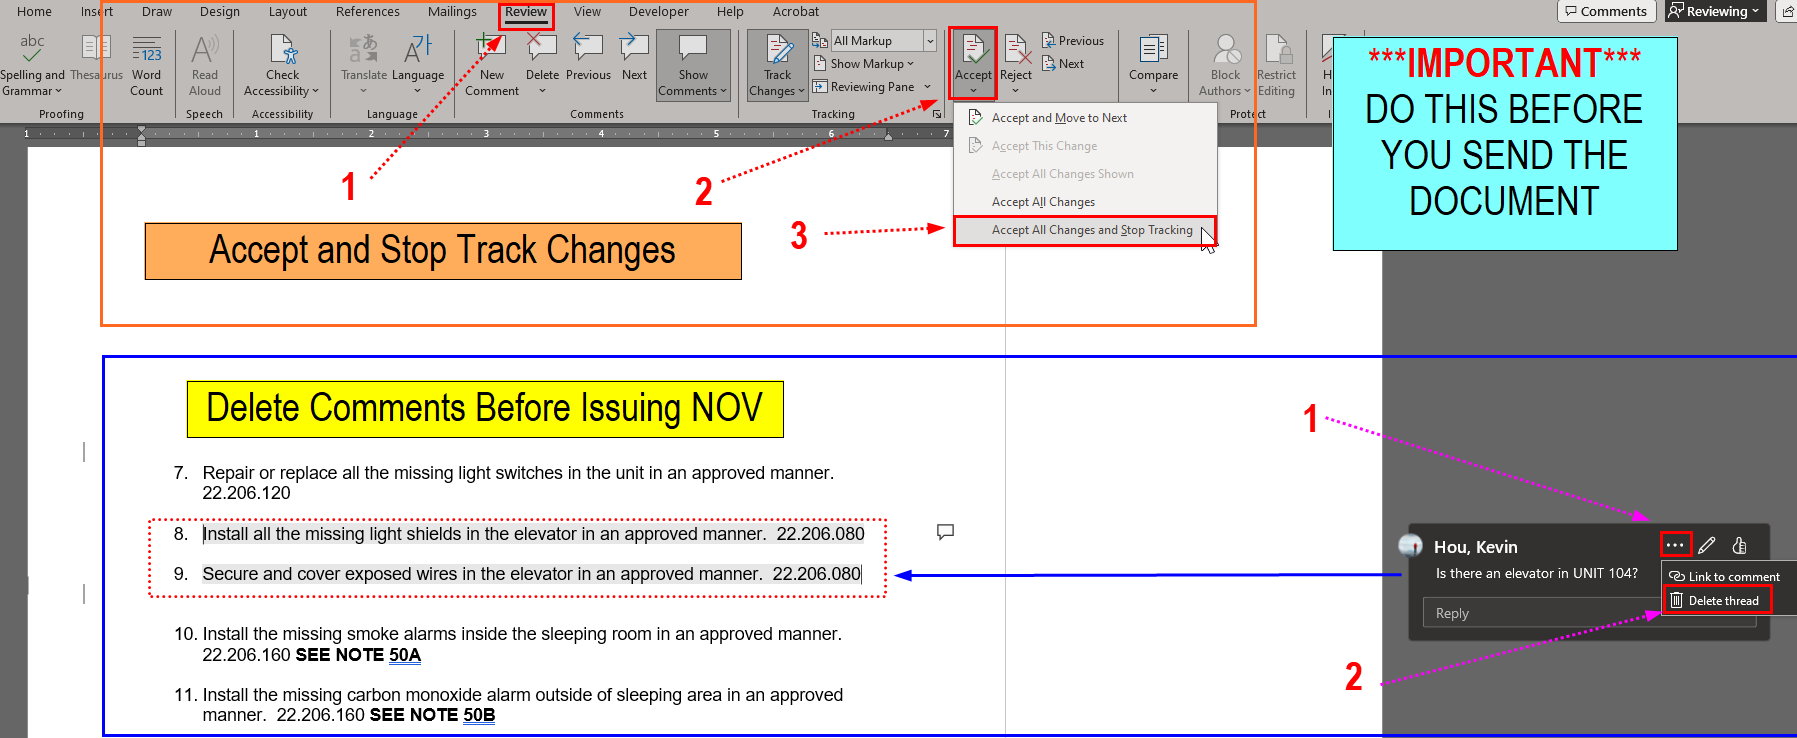 Home Insert Draw Design Layout References Mailings Review View Developer Help Acrobat Comments Reviewing
abc
123
Spelling and Grammar
Thesaurus
Word Count
Read Aloud
Check Accessibility
Translate
Language
New Comment
Delete
Previous
Next
Show Comments
Track Changes
All Markup
Show Markup
Reviewing Pane
Accept
Reject
Previous
Next
Compare
Block Authors
Restrict Editing
Proofing Speech Accessibility Language Comments Tracking Protect
1 1 2 3 4 5 6 7
Accept and Move to Next
Accept This Change
Accept All Changes Shown
Accept All Changes
Accept All Changes and Stop Tracking
1
2
3
***IMPORTANT***
DO THIS BEFORE
YOU SEND THE
DOCUMENT
Accept and Stop Track Changes
Delete Comments Before Issuing NOV
7. Repair or replace all the missing light switches in the unit in an approved manner.
22.206.120
8. Install all the missing light shields in the elevator in an approved manner. 22.206.080
9. Secure and cover exposed wires in the elevator in an approved manner. 22.206.080
10. Install the missing smoke alarms inside the sleeping room in an approved manner.
22.206.160 SEE NOTE 50A
11. Install the missing carbon monoxide alarm outside of sleeping area in an approved
manner. 22.206.160 SEE NOTE 50B
1
Hou, Kevin
Is there an elevator in UNIT 104?
Link to comment
Delete thread
Reply
2